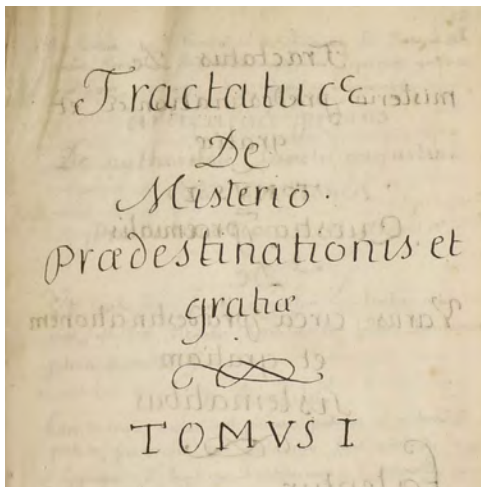 Tractatus
De
Misterio.
Prædestinationis et
gratiæ
TOMVS I